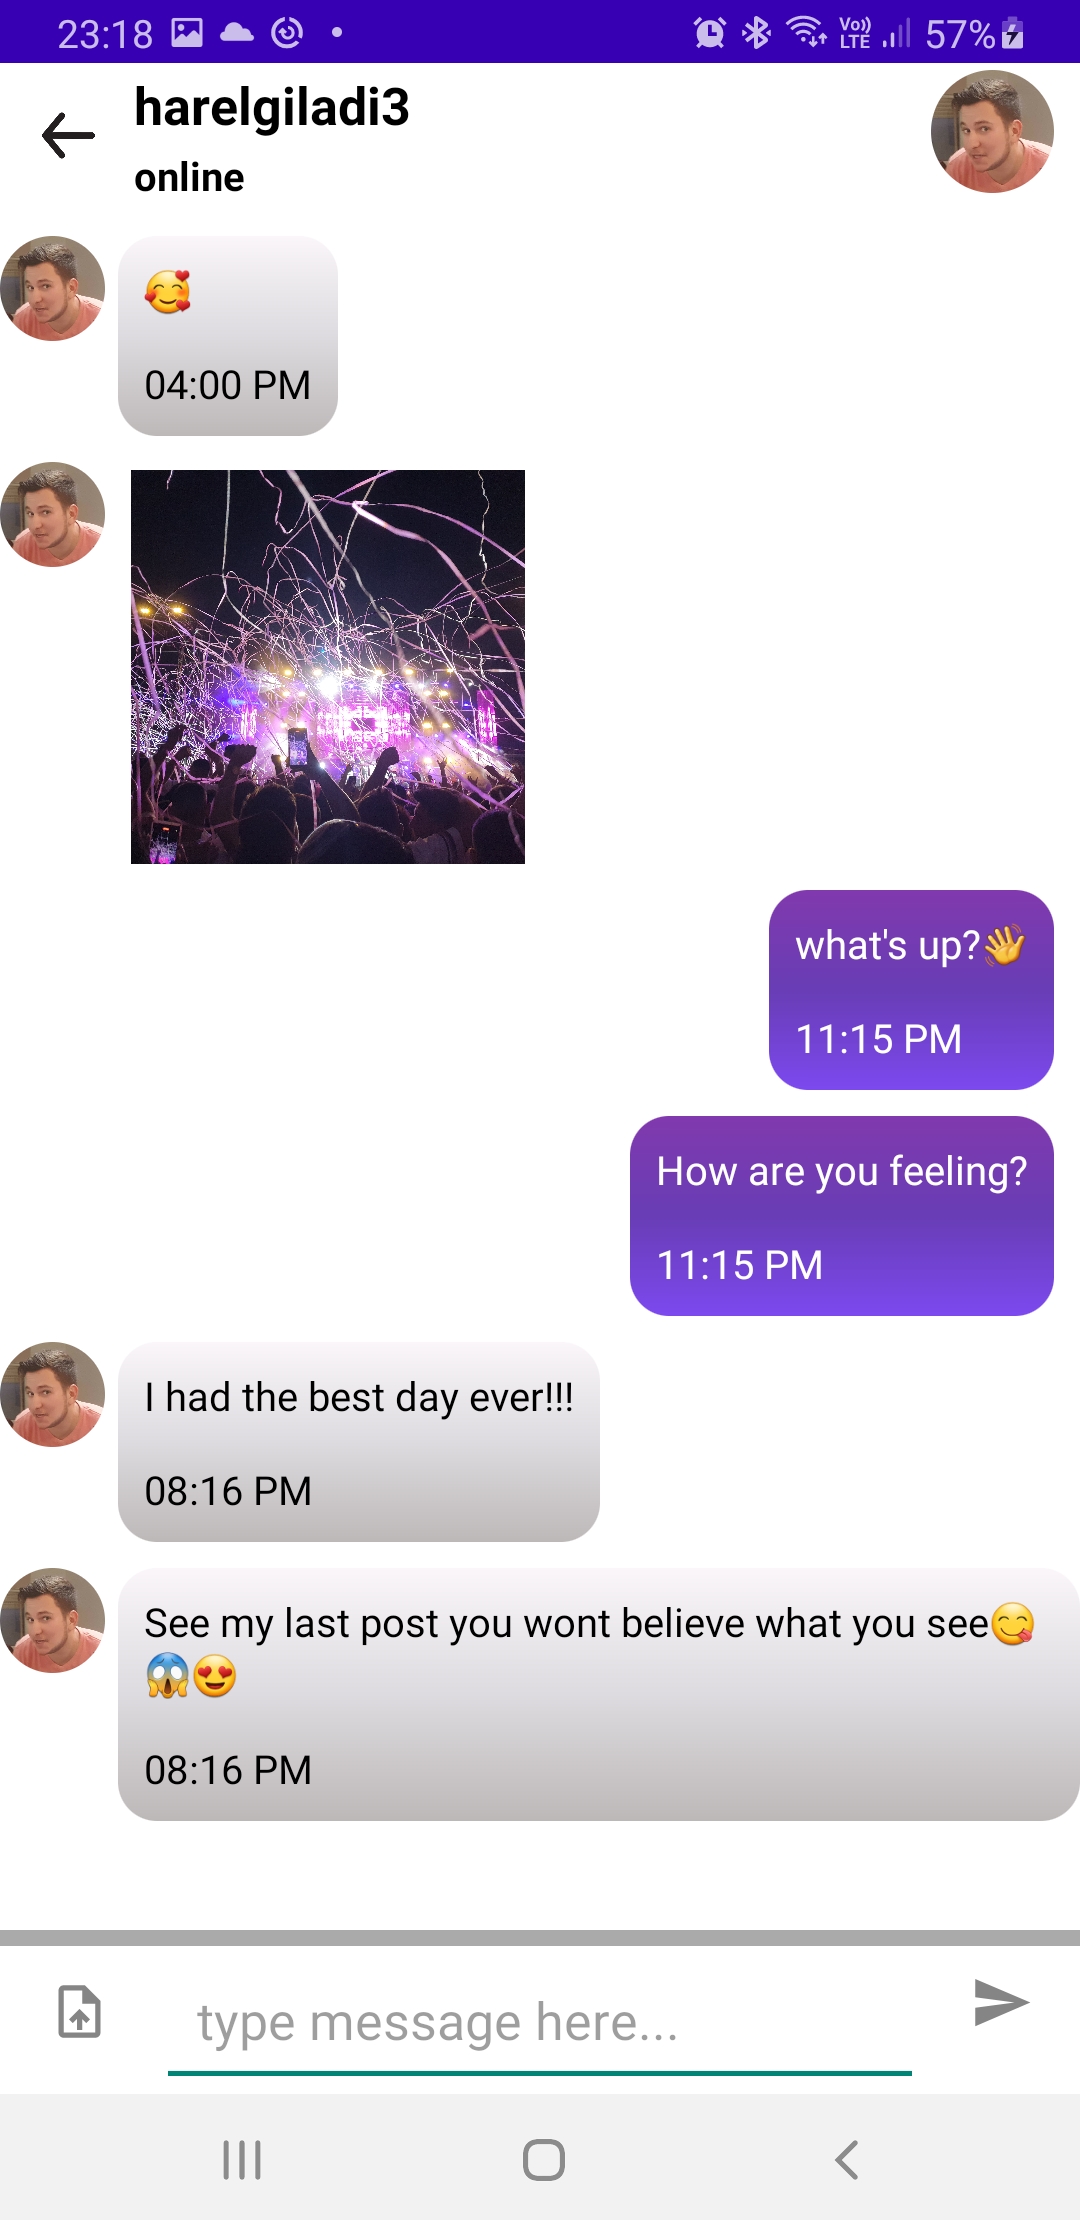 23:18 57%
Vo)) LTE
harelgiladi3
online
🥰
04:00 PM
what's up?👋
11:15 PM
How are you feeling?
11:15 PM
I had the best day ever!!!
08:16 PM
See my last post you wont believe what you see😋
😱😍
08:16 PM
type message here...